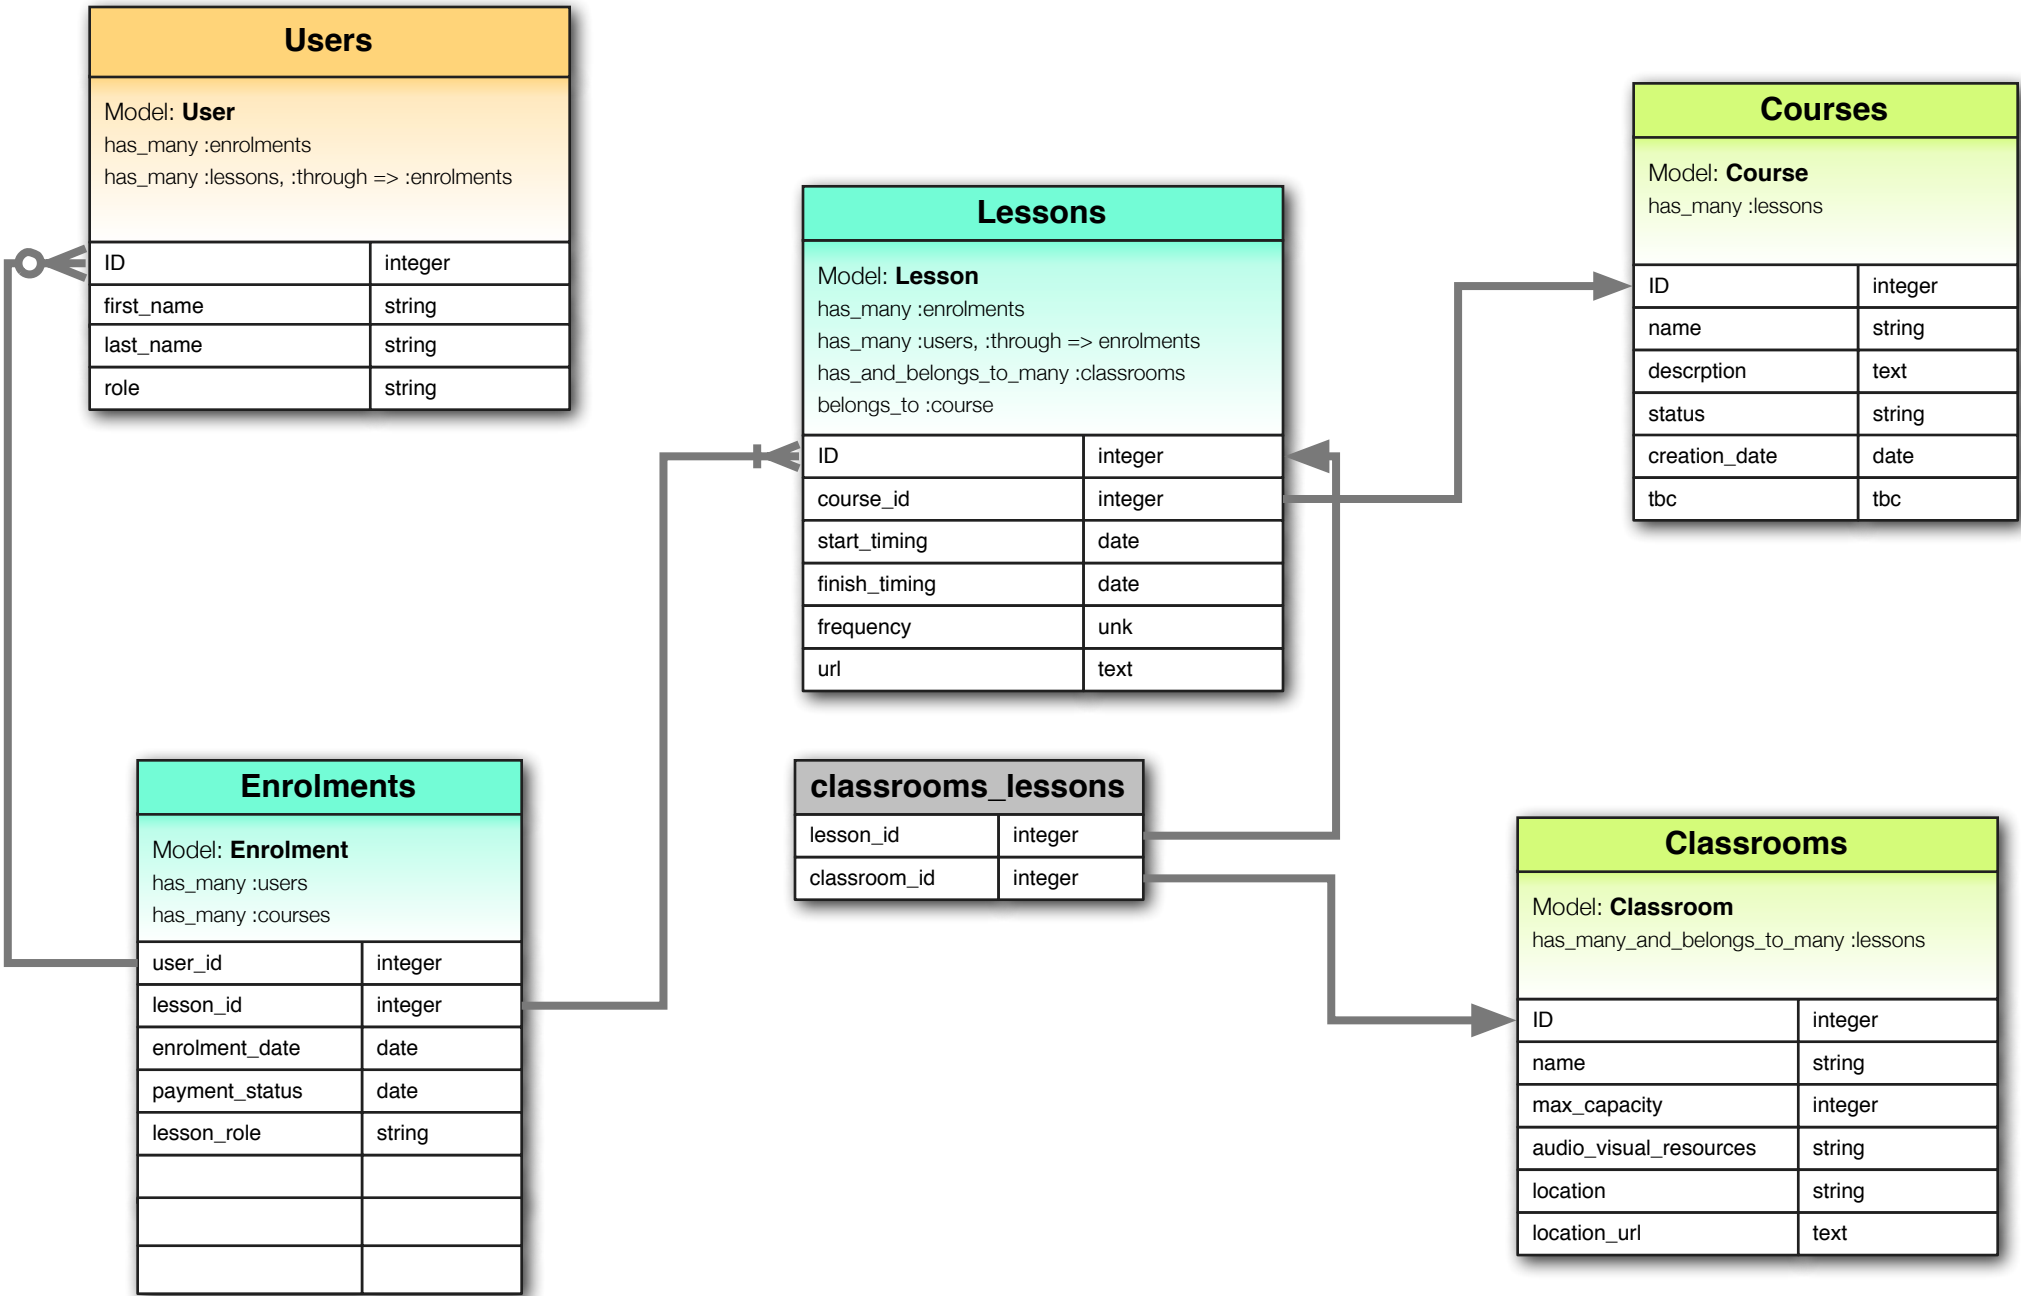 Users
Model: User
has_many :enrolments
has_many :lessons, :through => :enrolments
ID integer
first_name string
last_name string
role string
Lessons
Model: Lesson
has_many :enrolments
has_many :users, :through => enrolments
has_and_belongs_to_many :classrooms
belongs_to :course
ID integer
course_id integer
start_timing date
finish_timing date
frequency unk
url text
Courses
Model: Course
has_many :lessons
ID integer
name string
descrption text
status string
creation_date date
tbc tbc
Enrolments
Model: Enrolment
has_many :users
has_many :courses
user_id integer
lesson_id integer
enrolment_date date
payment_status date
lesson_role string
classrooms_lessons
lesson_id integer
classroom_id integer
Classrooms
Model: Classroom
has_many_and_belongs_to_many :lessons
ID integer
name string
max_capacity integer
audio_visual_resources string
location string
location_url text